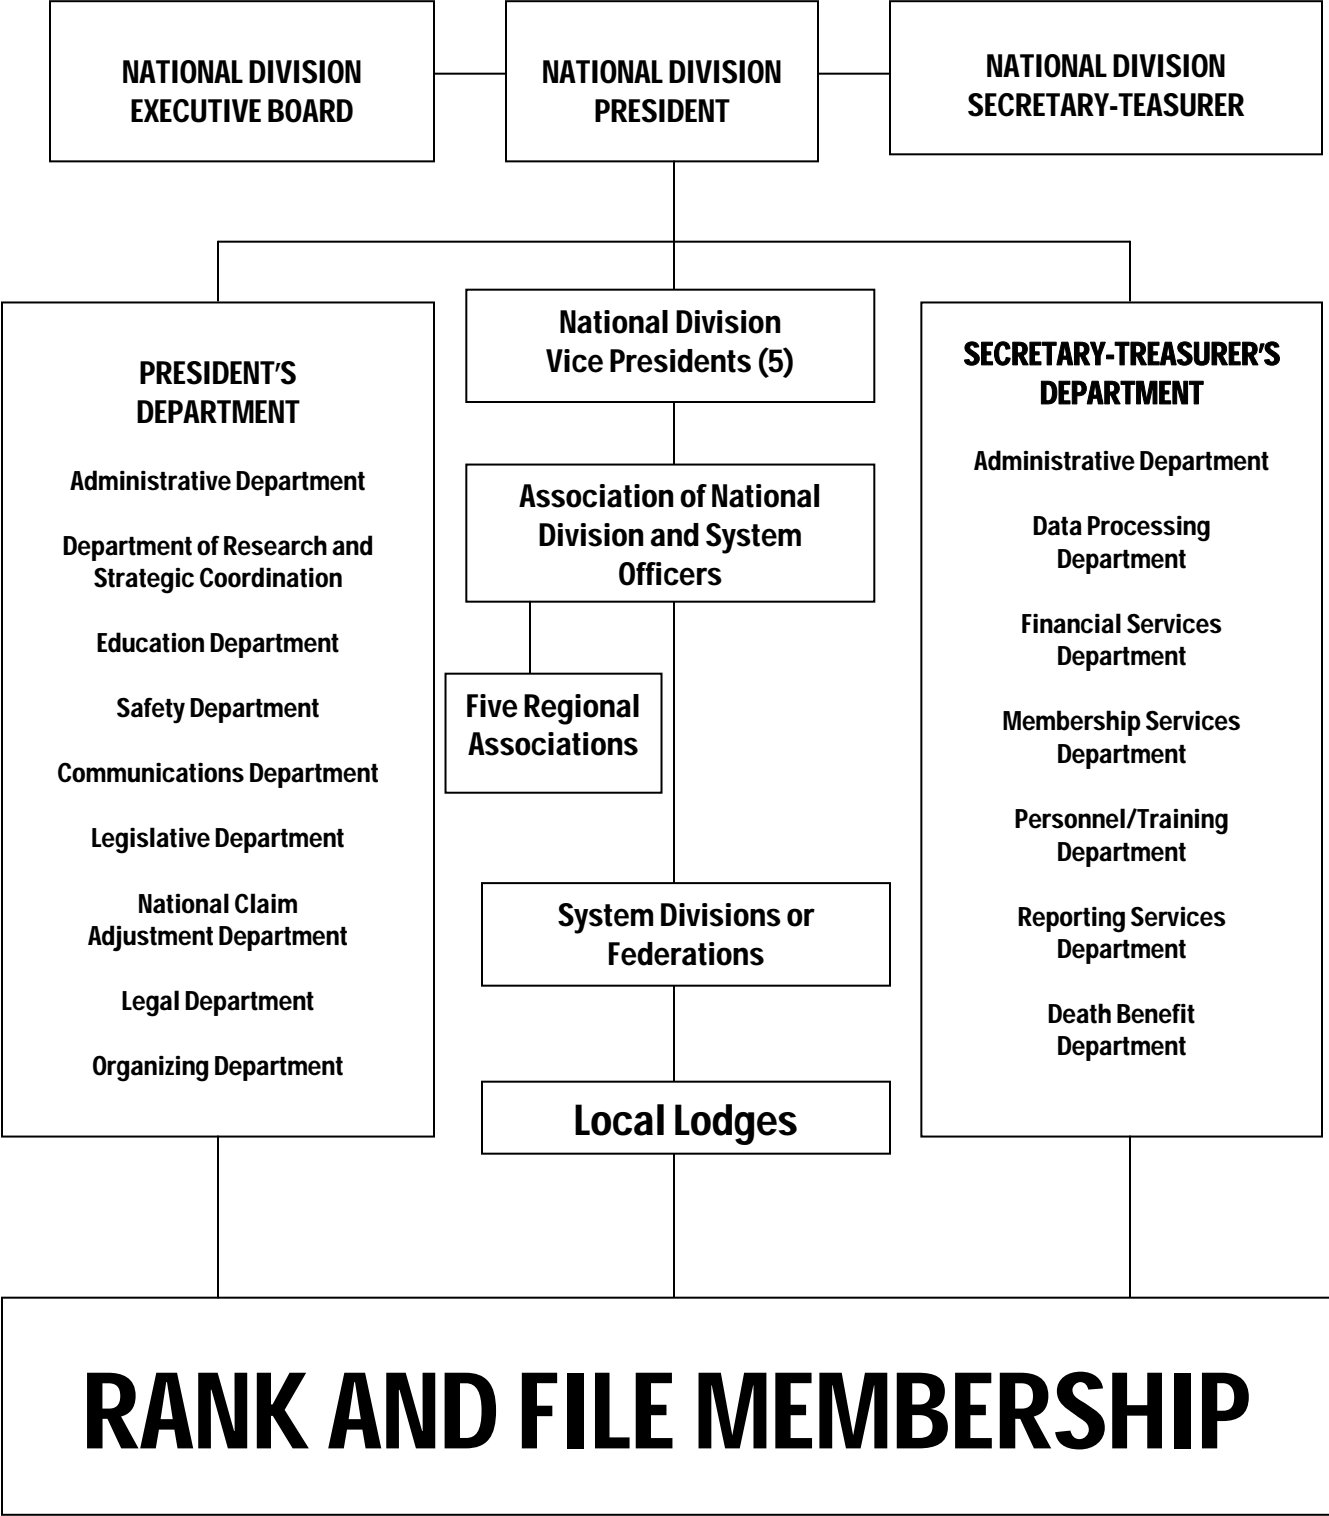 NATIONAL DIVISION
EXECUTIVE BOARD
NATIONAL DIVISION
PRESIDENT
NATIONAL DIVISION
SECRETARY-TEASURER
PRESIDENT'S
DEPARTMENT
Administrative Department
Department of Research and
Strategic Coordination
Education Department
Safety Department
Communications Department
Legislative Department
National Claim
Adjustment Department
Legal Department
Organizing Department
National Division
Vice Presidents (5)
Association of National
Division and System
Officers
Five Regional
Associations
System Divisions or
Federations
Local Lodges
SECRETARY-TREASURER'S
DEPARTMENT
Administrative Department
Data Processing
Department
Financial Services
Department
Membership Services
Department
Personnel/Training
Department
Reporting Services
Department
Death Benefit
Department
RANK AND FILE MEMBERSHIP